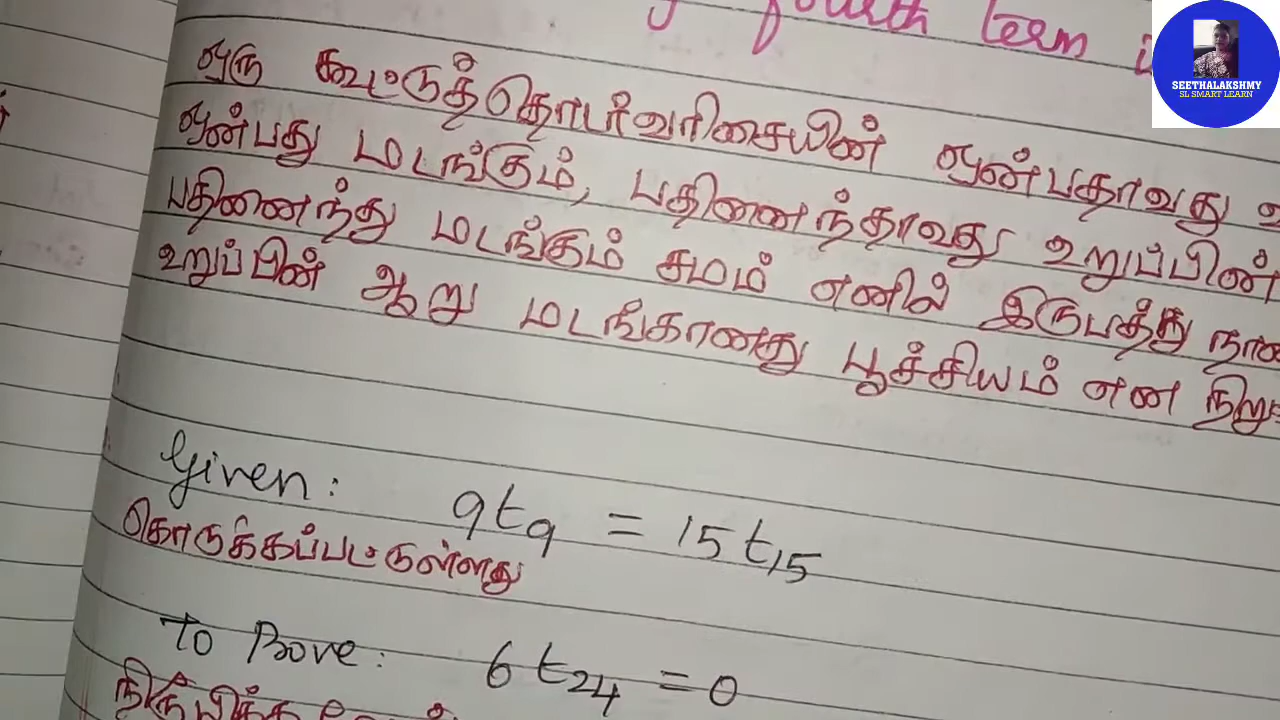 fourth term
SEETHALAKSHMY
SL SMART LEARN
ஒரு கூட்டுத்தொடர்வரிசையின் ஒன்பதாவது
ஒன்பது மடங்கும், பதினைந்தாவது உறுப்பின்
பதினைந்து மடங்கும் சமம் எனில் இருபத்து
உறுப்பின் ஆறு மடங்கானது பூச்சியம் என
Given: 9t₉ = 15t₁₅
கொடுக்கப்பட்டுள்ளது
To Prove: 6t₂₄ = 0